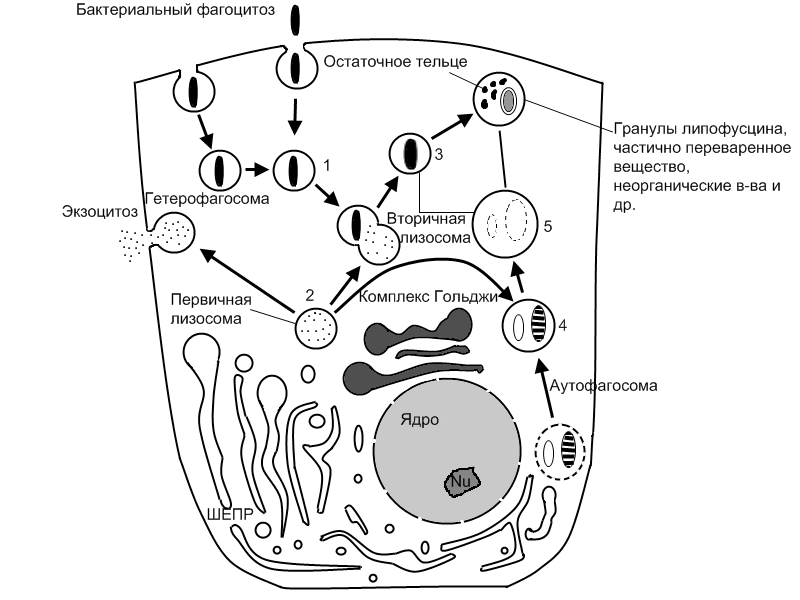 Бактериальный фагоцитоз
Остаточное тельце
Гранулы липофусцина,
частично переваренное
вещество,
неорганические в-ва и
др.
3
1
Гетерофагосома
Экзоцитоз
Вторичная
лизосома
5
2
Первичная
лизосома
Комплекс Гольджи
4
Аутофагосома
Ядро
Nu
ШЕПР